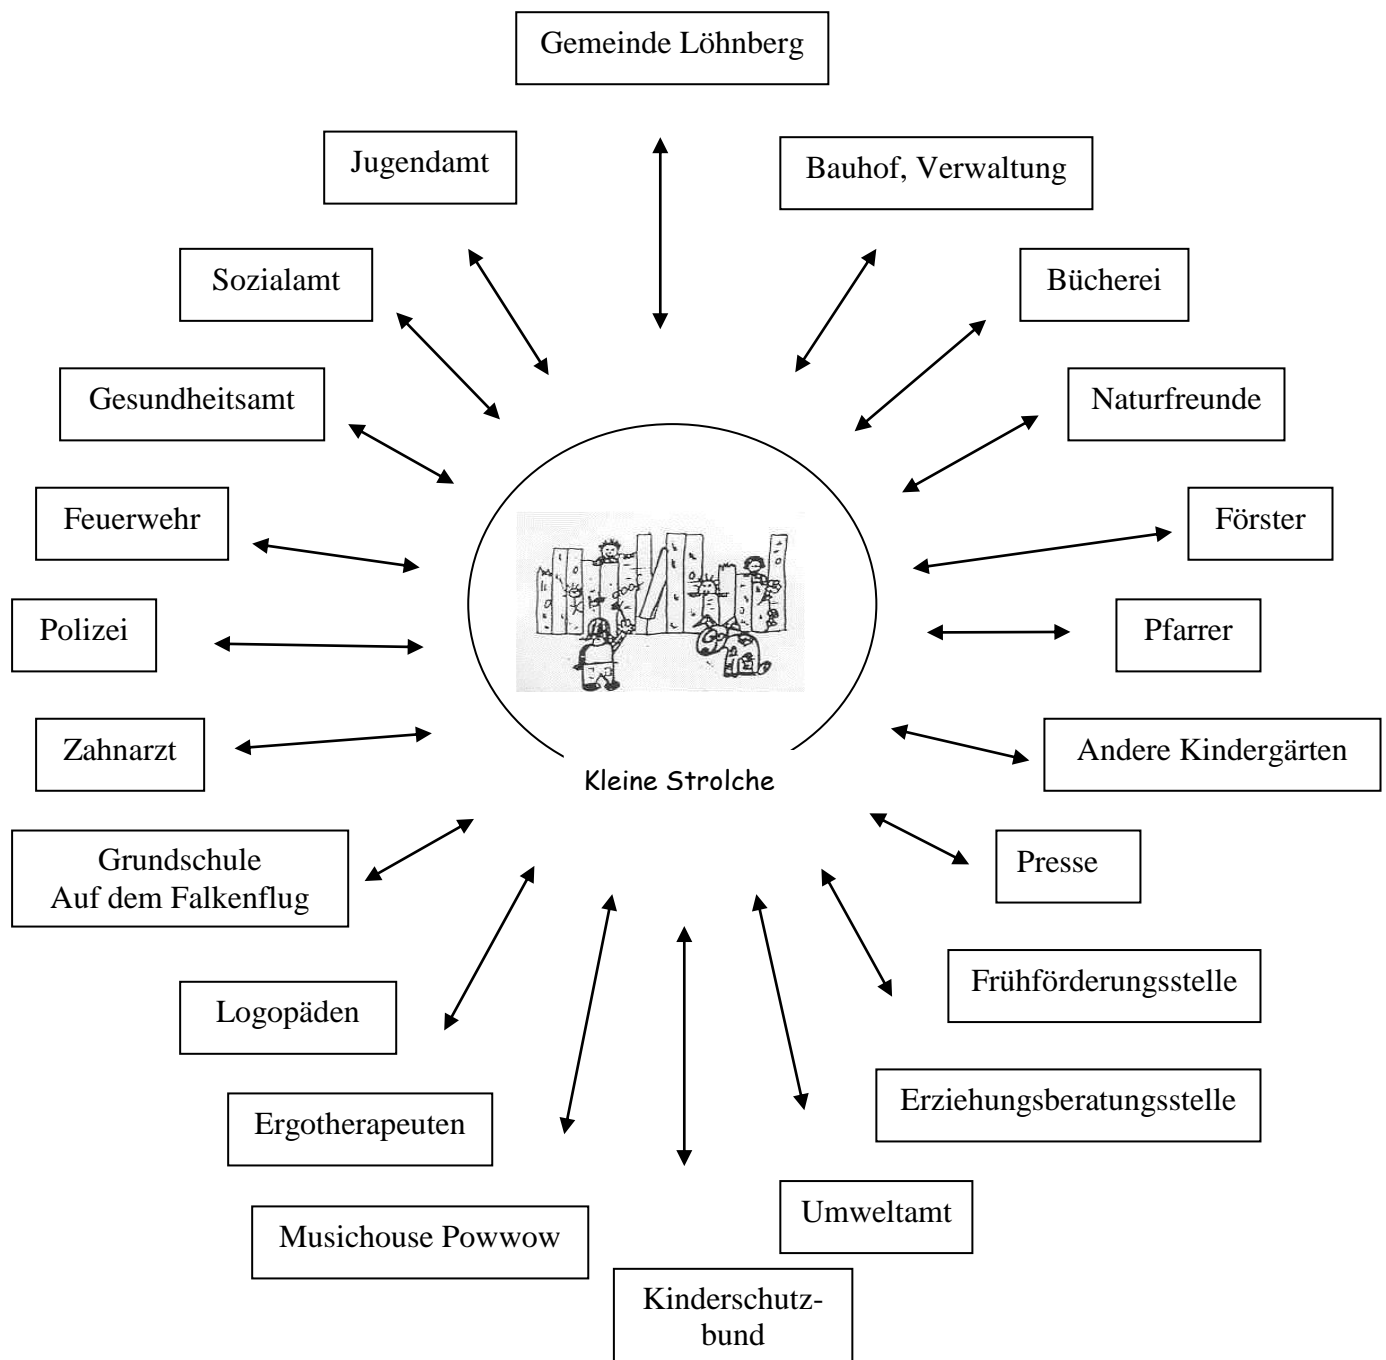 Gemeinde Löhnberg
Jugendamt
Bauhof, Verwaltung
Sozialamt
Bücherei
Gesundheitsamt
Naturfreunde
Feuerwehr
Förster
Polizei
Pfarrer
Zahnarzt
Andere Kindergärten
Kleine Strolche
Grundschule
Auf dem Falkenflug
Presse
Logopäden
Frühförderungsstelle
Ergotherapeuten
Erziehungsberatungsstelle
Musichouse Powwow
Umweltamt
Kinderschutz-
bund